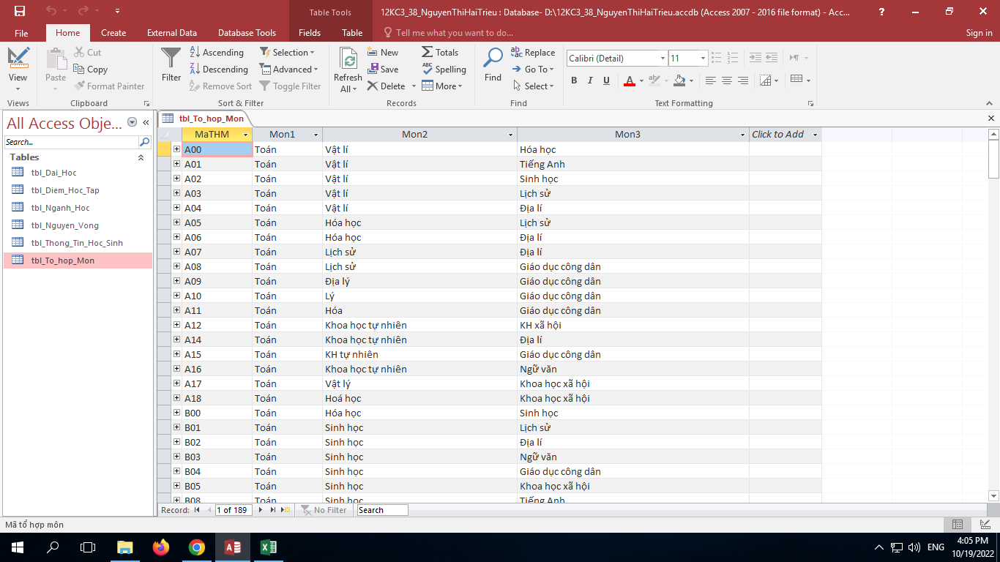 Table Tools
12KC3_38_NguyenThiHaiTrieu : Database- D:\12KC3_38_NguyenThiHaiTrieu.accdb (Access 2007 - 2016 file format) - Acc...
?
File Home Create External Data Database Tools Fields Table Tell me what you want to do... Sign in
View
Views
Paste
Cut
Copy
Format Painter
Clipboard
Filter
Ascending
Descending
Remove Sort
Selection
Advanced
Toggle Filter
Sort & Filter
Refresh
All
New
Save
Delete
Totals
Spelling
More
Records
Find
Replace
Go To
Select
Find
Calibri (Detail) 11
B I U A ab
Text Formatting
All Access Obje...
Search...
Tables
tbl_Dai_Hoc
tbl_Diem_Hoc_Tap
tbl_Nganh_Hoc
tbl_Nguyen_Vong
tbl_Thong_Tin_Hoc_Sinh
tbl_To_hop_Mon
tbl_To_hop_Mon
MaTHM Mon1 Mon2 Mon3 Click to Add
A00 Toán Vật lí Hóa học
A01 Toán Vật lí Tiếng Anh
A02 Toán Vật lí Sinh học
A03 Toán Vật lí Lịch sử
A04 Toán Vật lí Địa lí
A05 Toán Hóa học Lịch sử
A06 Toán Hóa học Địa lí
A07 Toán Lịch sử Địa lí
A08 Toán Lịch sử Giáo dục công dân
A09 Toán Địa lý Giáo dục công dân
A10 Toán Lý Giáo dục công dân
A11 Toán Hóa Giáo dục công dân
A12 Toán Khoa học tự nhiên KH xã hội
A14 Toán Khoa học tự nhiên Địa lí
A15 Toán KH tự nhiên Giáo dục công dân
A16 Toán Khoa học tự nhiên Ngữ văn
A17 Toán Vật lý Khoa học xã hội
A18 Toán Hoá học Khoa học xã hội
B00 Toán Hóa học Sinh học
B01 Toán Sinh học Lịch sử
B02 Toán Sinh học Địa lí
B03 Toán Sinh học Ngữ văn
B04 Toán Sinh học Giáo dục công dân
B05 Toán Sinh học Khoa học xã hội
B08 Toán Sinh học Tiếng Anh
Record: 1 of 189 No Filter Search
Mã tổ hợp môn
ENG
4:05 PM
10/19/2022